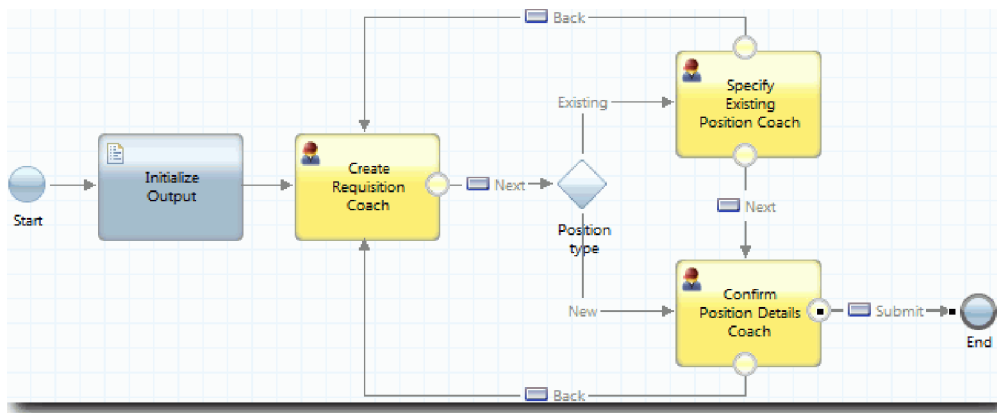 Back
Specify
Existing
Position Coach
Existing
Initialize
Output
Create
Requisition
Coach
Next
Start
Position
type
Next
Confirm
Position Details
Coach
New
Submit
End
Back